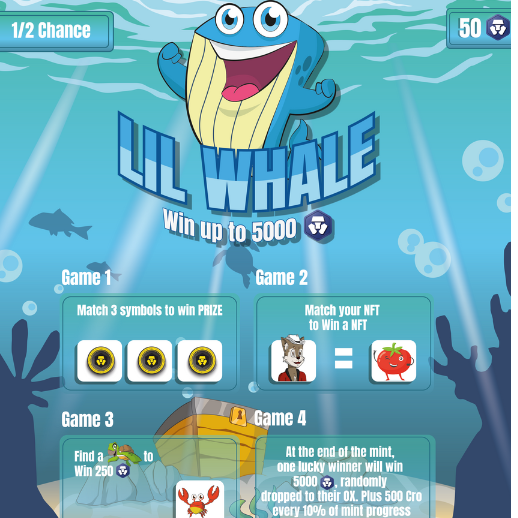 1/2 Chance
50
LIL WHALE
Win up to 5000
Game 1
Match 3 symbols to win PRIZE
Game 2
Match your NFT
to Win a NFT
=
Game 3
Find a to
Win 250
Game 4
At the end of the mint,
one lucky winner will win
5000 , randomly
dropped to their 0X. Plus 500 Cro
every 10% of mint progress